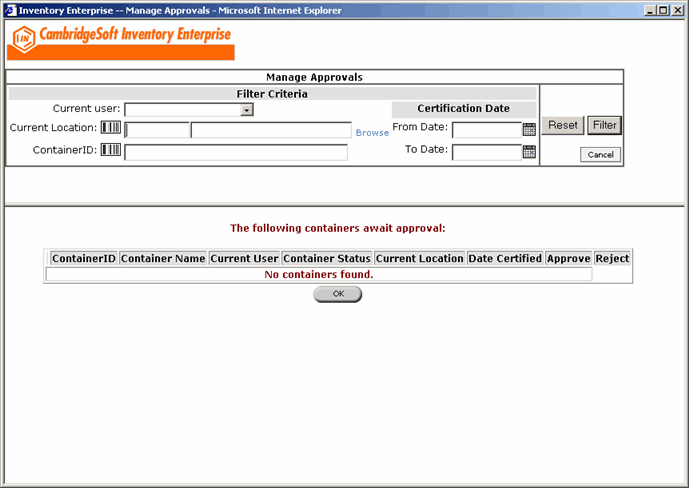 Inventory Enterprise -- Manage Approvals - Microsoft Internet Explorer
IN
CambridgeSoft Inventory Enterprise
Manage Approvals
Filter Criteria
Current user: Certification Date
Current Location: Browse From Date: Reset Filter
ContainerID: To Date: Cancel
The following containers await approval:
ContainerID Container Name Current User Container Status Current Location Date Certified Approve Reject
No containers found.
OK